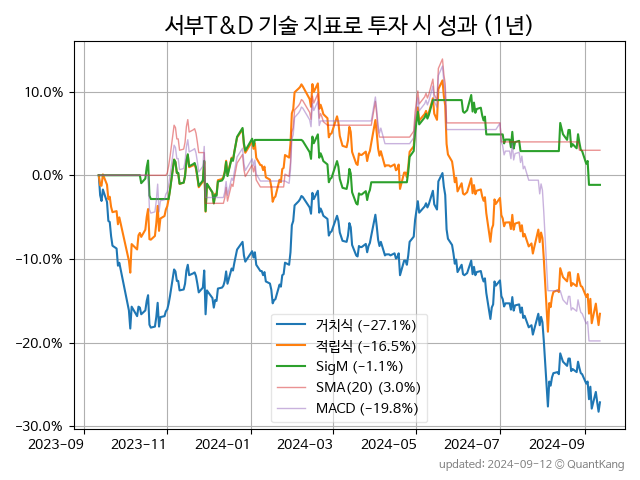 서부T&D 기술 지표로 투자 시 성과 (1년)
10.0%
0.0%
−10.0%
−20.0%
−30.0%
거치식 (−27.1%)
적립식 (−16.5%)
SigM (−1.1%)
SMA(20) (3.0%)
MACD (−19.8%)
2023-09 2023-11 2024-01 2024-03 2024-05 2024-07 2024-09
updated: 2024-09-12 © QuantKang